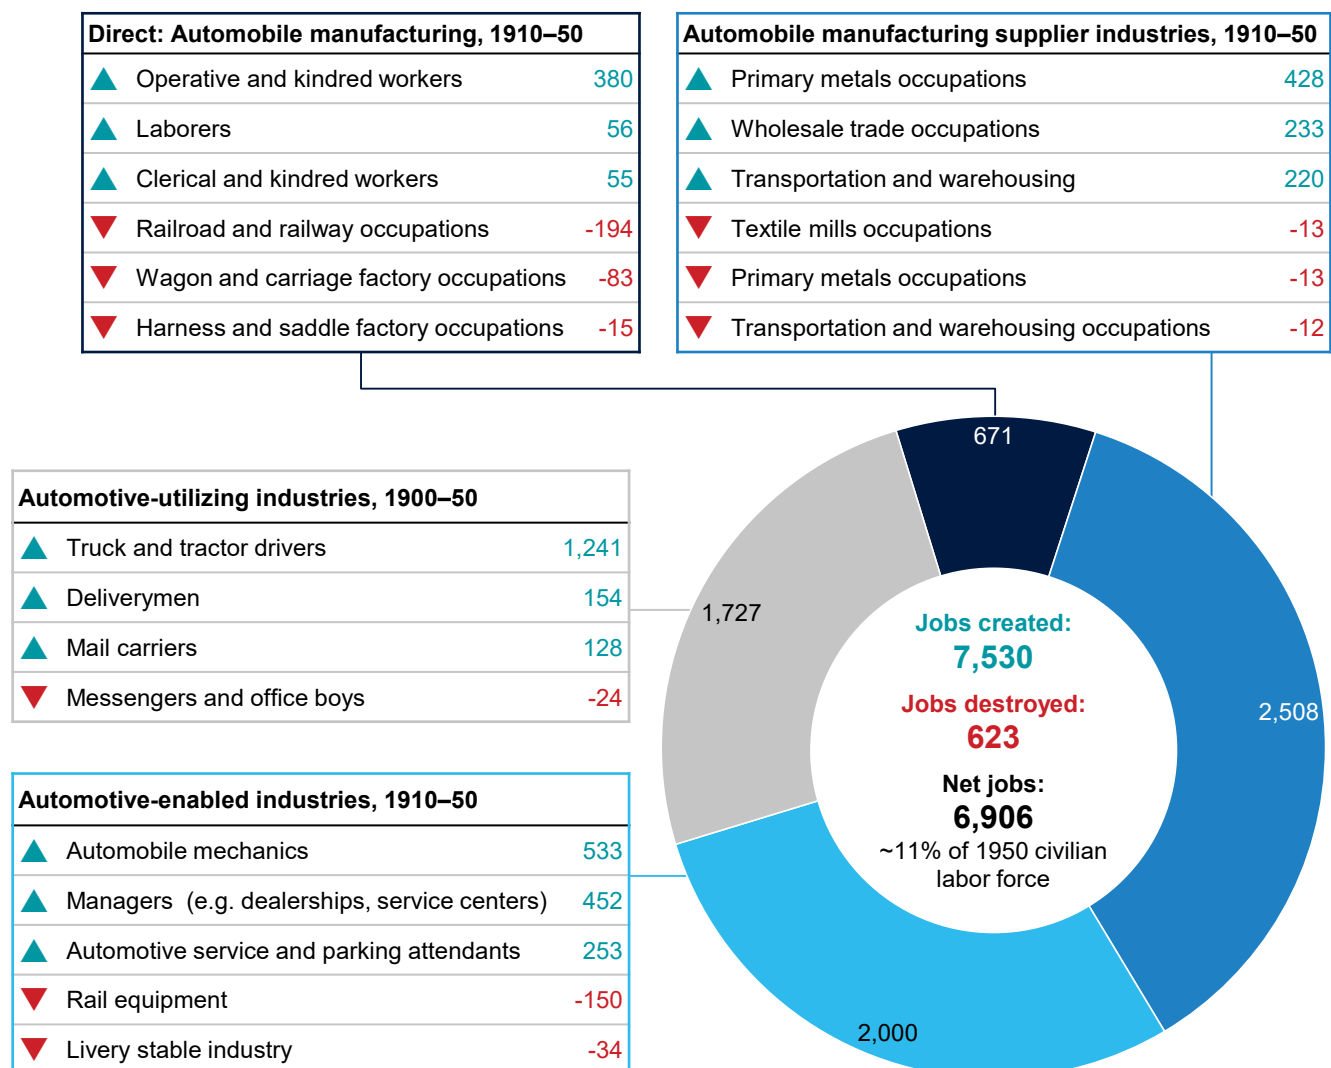 Direct: Automobile manufacturing, 1910–50
Operative and kindred workers 380
Laborers 56
Clerical and kindred workers 55
Railroad and railway occupations -194
Wagon and carriage factory occupations -83
Harness and saddle factory occupations -15
Automobile manufacturing supplier industries, 1910–50
Primary metals occupations 428
Wholesale trade occupations 233
Transportation and warehousing 220
Textile mills occupations -13
Primary metals occupations -13
Transportation and warehousing occupations -12
Automotive-utilizing industries, 1900–50
Truck and tractor drivers 1,241
Deliverymen 154
Mail carriers 128
Messengers and office boys -24
Automotive-enabled industries, 1910–50
Automobile mechanics 533
Managers (e.g. dealerships, service centers) 452
Automotive service and parking attendants 253
Rail equipment -150
Livery stable industry -34
671
1,727
2,508
2,000
Jobs created:
7,530
Jobs destroyed:
623
Net jobs:
6,906
~11% of 1950 civilian
labor force